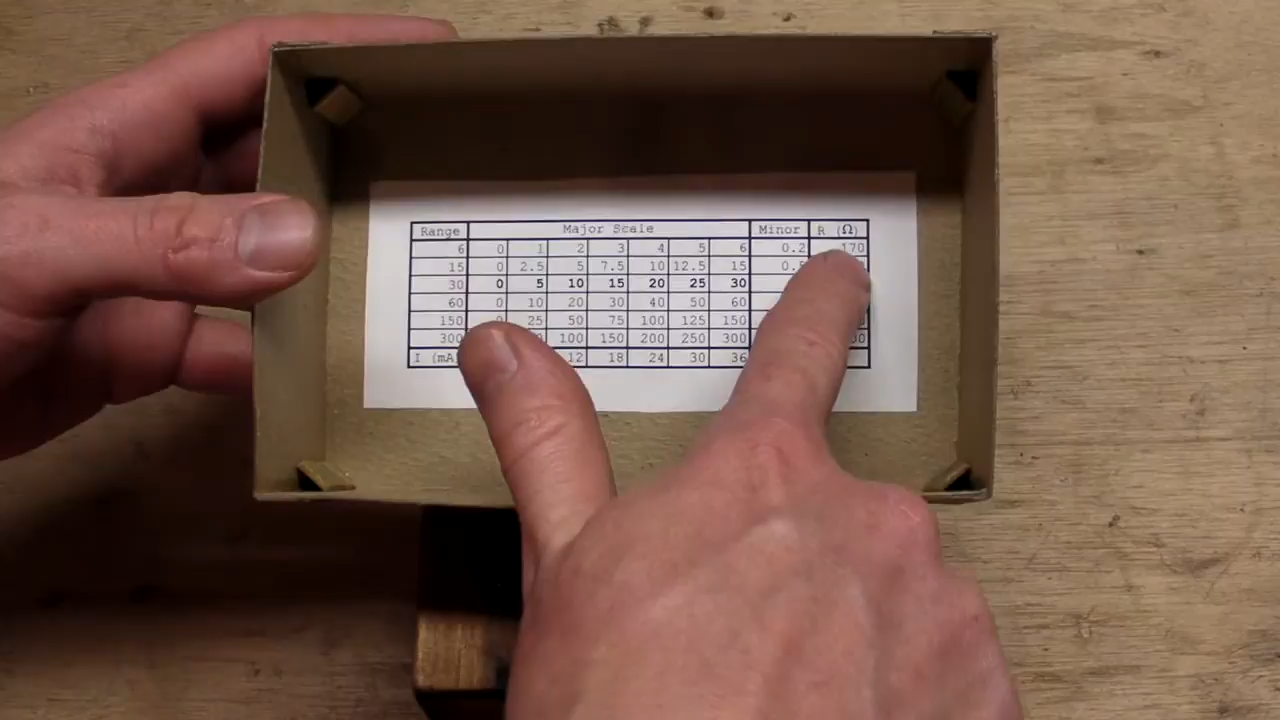 Range Major Scale Minor R (Ω)
6 0 1 2 3 4 5 6 0.2 170
15 0 2.5 5 7.5 10 12.5 15
30 0 5 10 15 20 25 30
60 0 10 20 30 40 50 60
150 0 25 50 75 100 125 150
300 100 150 200 250 300
I (mA 12 18 24 30 36